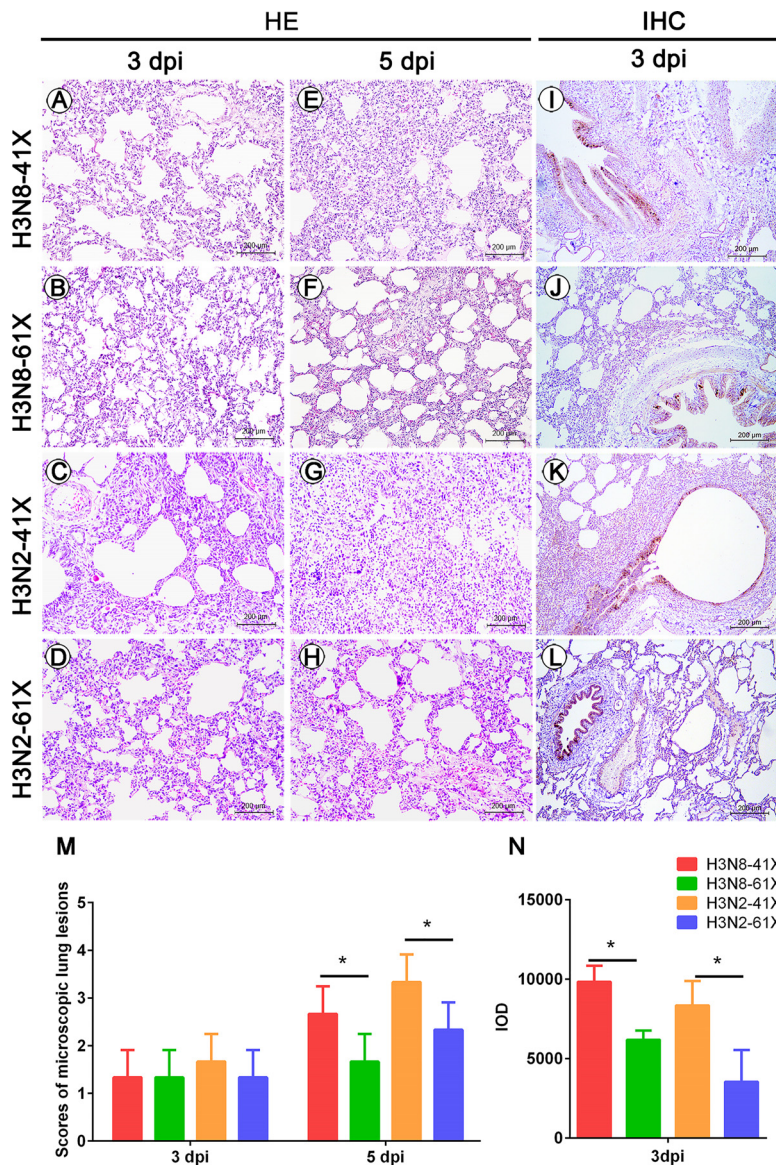 HE
IHC
3 dpi
5 dpi
3 dpi
H3N8-41X
A
200 µm
E
200 µm
I
200 µm
H3N8-61X
B
200 µm
F
200 µm
J
200 µm
H3N2-41X
C
200 µm
G
200 µm
K
200 µm
H3N2-61X
D
200 µm
H
200 µm
L
200 µm
M
Scores of microscopic lung lesions
5
4
3
2
1
0
*
*
3 dpi
5 dpi
N
H3N8-41X
H3N8-61X
H3N2-41X
H3N2-61X
IOD
15000
10000
5000
0
*
*
3dpi